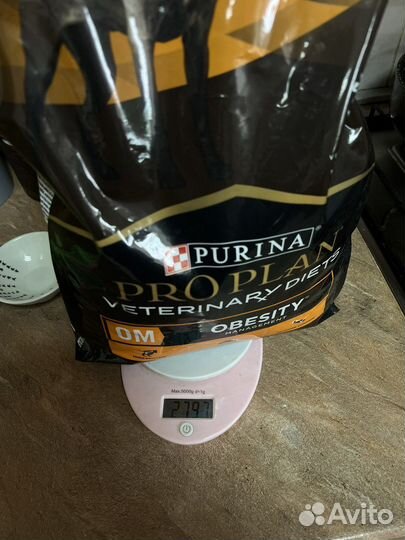 PURINA
PRO PLAN
VETERINARY DIETS
OM
OBESITY
MANAGEMENT
Max.:5000g d=1g
2797
Avito